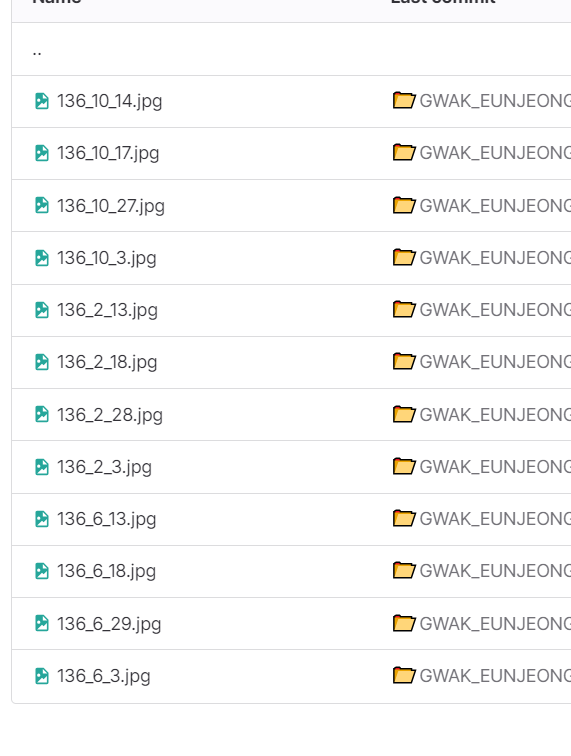 Name Last commit
..
136_10_14.jpg GWAK_EUNJEONG
136_10_17.jpg GWAK_EUNJEONG
136_10_27.jpg GWAK_EUNJEONG
136_10_3.jpg GWAK_EUNJEONG
136_2_13.jpg GWAK_EUNJEONG
136_2_18.jpg GWAK_EUNJEONG
136_2_28.jpg GWAK_EUNJEONG
136_2_3.jpg GWAK_EUNJEONG
136_6_13.jpg GWAK_EUNJEONG
136_6_18.jpg GWAK_EUNJEONG
136_6_29.jpg GWAK_EUNJEONG
136_6_3.jpg GWAK_EUNJEONG